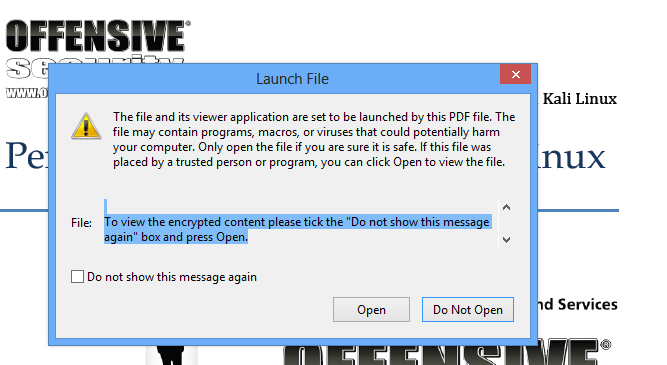 OFFENSIVE®
security
www.o
Kali Linux
Pe
nux
Launch File
The file and its viewer application are set to be launched by this PDF file. The
file may contain programs, macros, or viruses that could potentially harm
your computer. Only open the file if you are sure it is safe. If this file was
placed by a trusted person or program, you can click Open to view the file.
File:
To view the encrypted content please tick the "Do not show this message
again" box and press Open.
Do not show this message again
Open
Do Not Open
nd Services
OFFENSIVE®